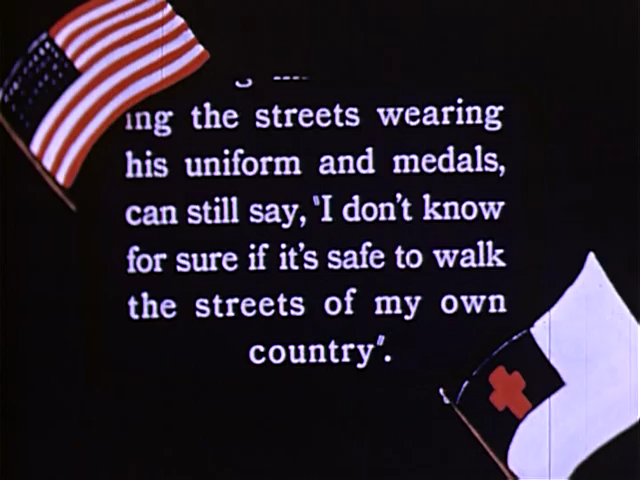 ing the streets wearing
his uniform and medals,
can still say, "I don't know
for sure if it's safe to walk
the streets of my own
country".